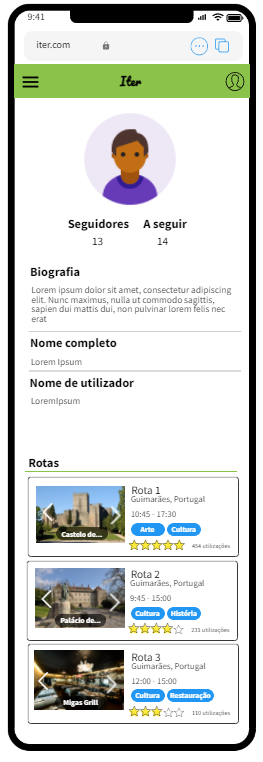 9:41
iter.com
Iter
Seguidores A seguir
13 14
Biografia
Lorem ipsum dolor sit amet, consectetur adipiscing
elit. Nunc maximus, nulla ut commodo sagittis,
sapien dui mattis dui, non pulvinar lorem felis nec
erat
Nome completo
Lorem Ipsum
Nome de utilizador
LoremIpsum
Rotas
Rota 1
Guimarães, Portugal
10:45 - 17:30
Arto Cultura
Castelo de...
454 utilizações
Rota 2
Guimarães, Portugal
9:45 - 15:00
Cultura História
Palácio de...
233 utilizações
Rota 3
Guimarães, Portugal
12:00 - 15:00
Cultura Restauração
Migas Grill
110 utilizações